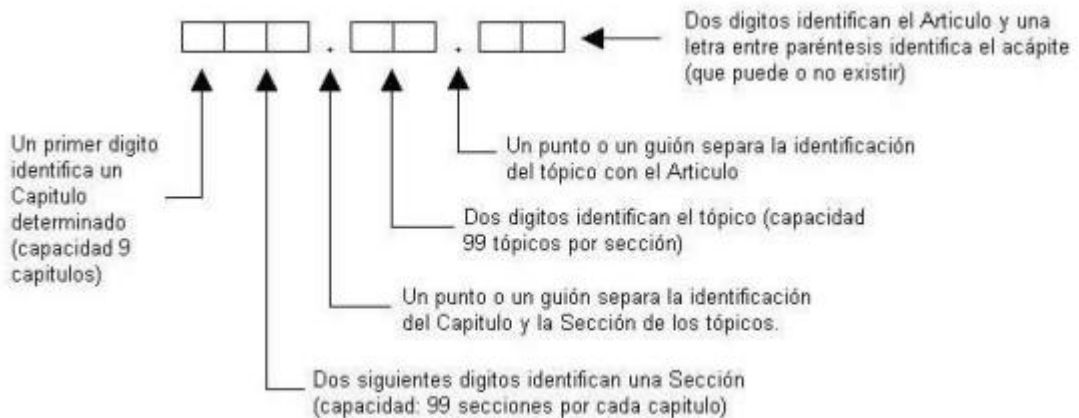 Dos digitos identifican el Articulo y una
letra entre paréntesis identifica el acápite
(que puede o no existir)
Un primer digito
identifica un
Capitulo
determinado
(capacidad 9
capitulos)
Un punto o un guión separa la identificación
del tópico con el Articulo
Dos digitos identifican el tópico (capacidad
99 tópicos por sección)
Un punto o un guión separa la identificación
del Capitulo y la Sección de los tópicos.
Dos siguientes digitos identifican una Sección
(capacidad: 99 secciones por cada capitulo)